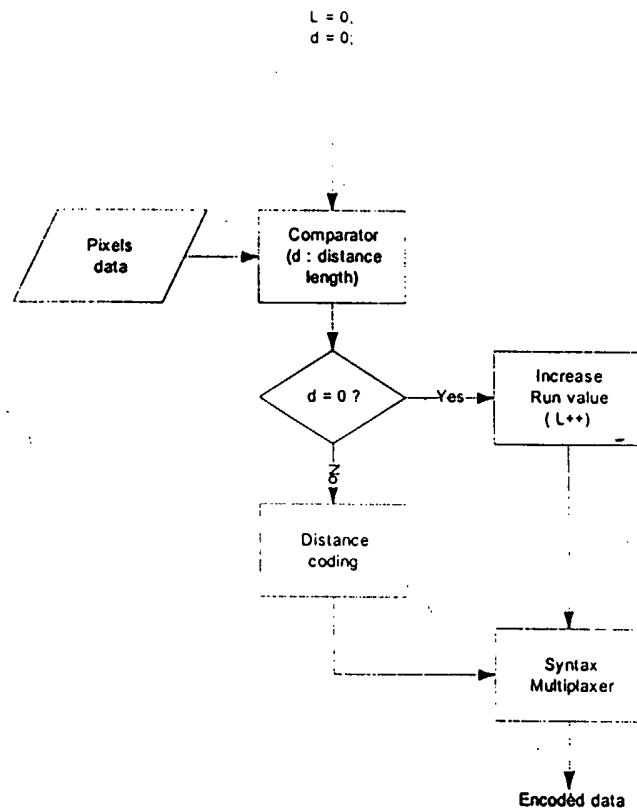 L = 0,
d = 0;
Pixels
data
Comparator
(d : distance
length)
d = 0 ?
Yes
Increase
Run value
( L++)
No
Distance
coding
Syntax
Multiplaxer
Encoded data